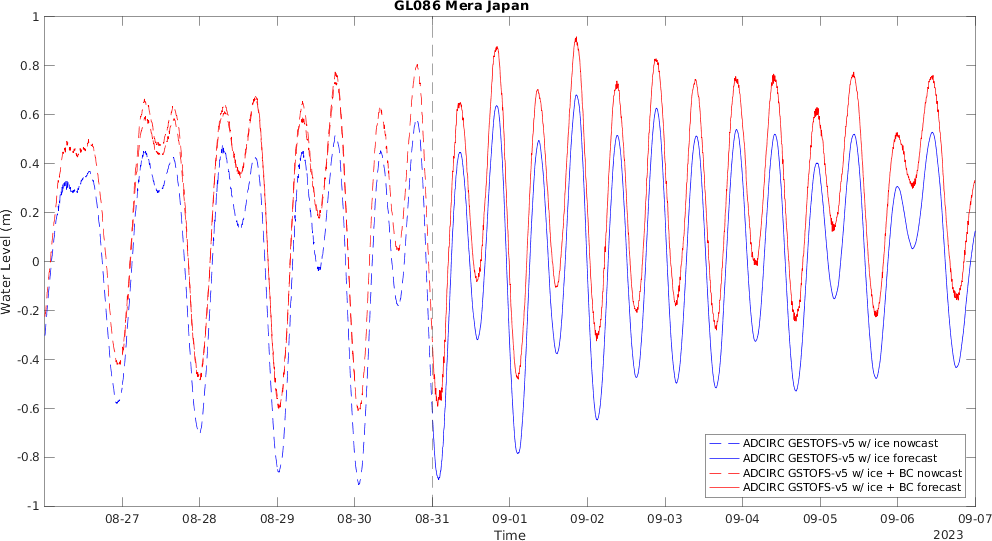 GL086 Mera Japan
Water Level (m)
1
0.8
0.6
0.4
0.2
0
-0.2
-0.4
-0.6
-0.8
-1
ADCIRC GESTOFS-v5 w/ ice nowcast
ADCIRC GESTOFS-v5 w/ ice forecast
ADCIRC GSTOFS-v5 w/ ice + BC nowcast
ADCIRC GSTOFS-v5 w/ ice + BC forecast
08-27 08-28 08-29 08-30 08-31 09-01 09-02 09-03 09-04 09-05 09-06 09-07
Time
2023